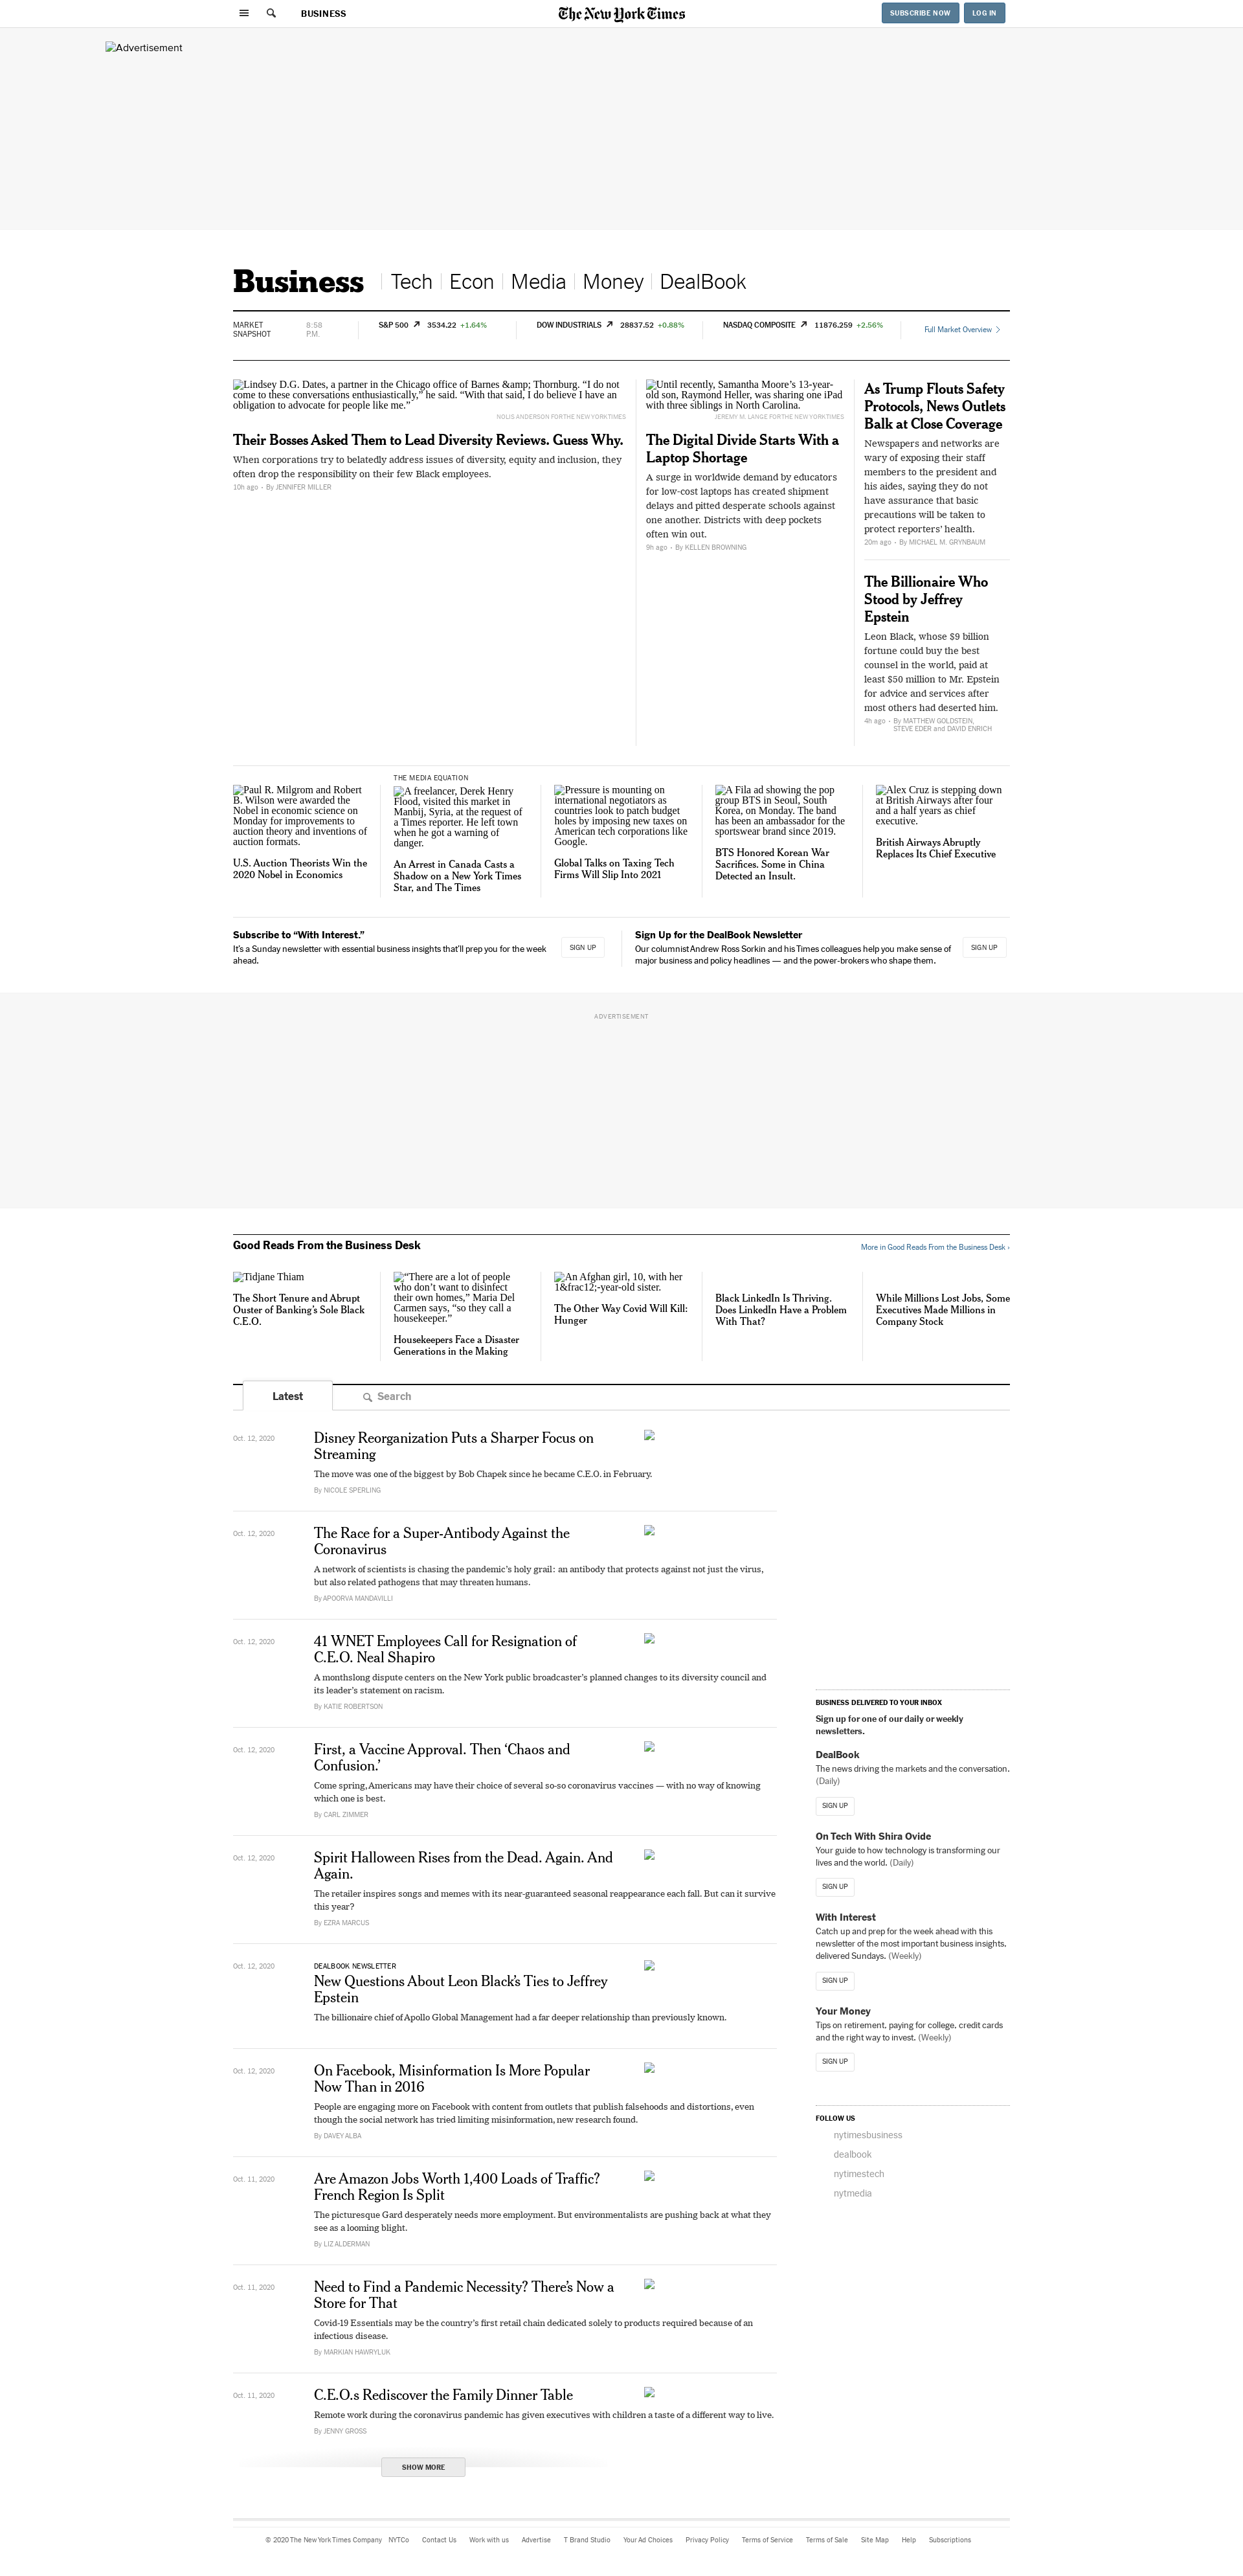 BUSINESS
The New York Times
SUBSCRIBE NOW
LOG IN
Advertisement
Business
Tech
Econ
Media
Money
DealBook
MARKET
SNAPSHOT
8:58
P.M.
S&P 500 3534.22 +1.64%
DOW INDUSTRIALS 28837.52 +0.88%
NASDAQ COMPOSITE 11876.259 +2.56%
Full Market Overview
Lindsey D.G. Dates, a partner in the Chicago office of Barnes &amp; Thornburg. “I do not
come to these conversations enthusiastically,” he said. “With that said, I do believe I have an
obligation to advocate for people like me.”
NOLIS ANDERSON FOR THE NEW YORK TIMES
Their Bosses Asked Them to Lead Diversity Reviews. Guess Why.
When corporations try to belatedly address issues of diversity, equity and inclusion, they
often drop the responsibility on their few Black employees.
10h ago • By JENNIFER MILLER
Until recently, Samantha Moore’s 13-year-
old son, Raymond Heller, was sharing one iPad
with three siblings in North Carolina.
JEREMY M. LANGE FOR THE NEW YORK TIMES
The Digital Divide Starts With a
Laptop Shortage
A surge in worldwide demand by educators
for low-cost laptops has created shipment
delays and pitted desperate schools against
one another. Districts with deep pockets
often win out.
9h ago • By KELLEN BROWNING
As Trump Flouts Safety
Protocols, News Outlets
Balk at Close Coverage
Newspapers and networks are
wary of exposing their staff
members to the president and
his aides, saying they do not
have assurance that basic
precautions will be taken to
protect reporters’ health.
20m ago • By MICHAEL M. GRYNBAUM
The Billionaire Who
Stood by Jeffrey
Epstein
Leon Black, whose $9 billion
fortune could buy the best
counsel in the world, paid at
least $50 million to Mr. Epstein
for advice and services after
most others had deserted him.
4h ago • By MATTHEW GOLDSTEIN,
STEVE EDER and DAVID ENRICH
Paul R. Milgrom and Robert
B. Wilson were awarded the
Nobel in economic science on
Monday for improvements to
auction theory and inventions of
auction formats.
U.S. Auction Theorists Win the
2020 Nobel in Economics
THE MEDIA EQUATION
A freelancer, Derek Henry
Flood, visited this market in
Manbij, Syria, at the request of
a Times reporter. He left town
when he got a warning of
danger.
An Arrest in Canada Casts a
Shadow on a New York Times
Star, and The Times
Pressure is mounting on
international negotiators as
countries look to patch budget
holes by imposing new taxes on
American tech corporations like
Google.
Global Talks on Taxing Tech
Firms Will Slip Into 2021
A Fila ad showing the pop
group BTS in Seoul, South
Korea, on Monday. The band
has been an ambassador for the
sportswear brand since 2019.
BTS Honored Korean War
Sacrifices. Some in China
Detected an Insult.
Alex Cruz is stepping down
at British Airways after four
and a half years as chief
executive.
British Airways Abruptly
Replaces Its Chief Executive
Subscribe to “With Interest.”
It’s a Sunday newsletter with essential business insights that’ll prep you for the week
ahead.
SIGN UP
Sign Up for the DealBook Newsletter
Our columnist Andrew Ross Sorkin and his Times colleagues help you make sense of
major business and policy headlines — and the power-brokers who shape them.
SIGN UP
ADVERTISEMENT
Good Reads From the Business Desk
More in Good Reads From the Business Desk ›
Tidjane Thiam
The Short Tenure and Abrupt
Ouster of Banking’s Sole Black
C.E.O.
“There are a lot of people
who don’t want to disinfect
their own homes,” Maria Del
Carmen says, “so they call a
housekeeper.”
Housekeepers Face a Disaster
Generations in the Making
An Afghan girl, 10, with her
1&frac12;-year-old sister.
The Other Way Covid Will Kill:
Hunger
Black LinkedIn Is Thriving.
Does LinkedIn Have a Problem
With That?
While Millions Lost Jobs, Some
Executives Made Millions in
Company Stock
Latest
Search
Oct. 12, 2020
Disney Reorganization Puts a Sharper Focus on
Streaming
The move was one of the biggest by Bob Chapek since he became C.E.O. in February.
By NICOLE SPERLING
Oct. 12, 2020
The Race for a Super-Antibody Against the
Coronavirus
A network of scientists is chasing the pandemic’s holy grail: an antibody that protects against not just the virus,
but also related pathogens that may threaten humans.
By APOORVA MANDAVILLI
Oct. 12, 2020
41 WNET Employees Call for Resignation of
C.E.O. Neal Shapiro
A monthslong dispute centers on the New York public broadcaster’s planned changes to its diversity council and
its leader’s statement on racism.
By KATIE ROBERTSON
Oct. 12, 2020
First, a Vaccine Approval. Then ‘Chaos and
Confusion.’
Come spring, Americans may have their choice of several so-so coronavirus vaccines — with no way of knowing
which one is best.
By CARL ZIMMER
Oct. 12, 2020
Spirit Halloween Rises from the Dead. Again. And
Again.
The retailer inspires songs and memes with its near-guaranteed seasonal reappearance each fall. But can it survive
this year?
By EZRA MARCUS
Oct. 12, 2020
DEALBOOK NEWSLETTER
New Questions About Leon Black’s Ties to Jeffrey
Epstein
The billionaire chief of Apollo Global Management had a far deeper relationship than previously known.
Oct. 12, 2020
On Facebook, Misinformation Is More Popular
Now Than in 2016
People are engaging more on Facebook with content from outlets that publish falsehoods and distortions, even
though the social network has tried limiting misinformation, new research found.
By DAVEY ALBA
Oct. 11, 2020
Are Amazon Jobs Worth 1,400 Loads of Traffic?
French Region Is Split
The picturesque Gard desperately needs more employment. But environmentalists are pushing back at what they
see as a looming blight.
By LIZ ALDERMAN
Oct. 11, 2020
Need to Find a Pandemic Necessity? There’s Now a
Store for That
Covid-19 Essentials may be the country’s first retail chain dedicated solely to products required because of an
infectious disease.
By MARKIAN HAWRYLUK
Oct. 11, 2020
C.E.O.s Rediscover the Family Dinner Table
Remote work during the coronavirus pandemic has given executives with children a taste of a different way to live.
By JENNY GROSS
SHOW MORE
BUSINESS DELIVERED TO YOUR INBOX
Sign up for one of our daily or weekly
newsletters.
DealBook
The news driving the markets and the conversation.
(Daily)
SIGN UP
On Tech With Shira Ovide
Your guide to how technology is transforming our
lives and the world. (Daily)
SIGN UP
With Interest
Catch up and prep for the week ahead with this
newsletter of the most important business insights,
delivered Sundays. (Weekly)
SIGN UP
Your Money
Tips on retirement, paying for college, credit cards
and the right way to invest. (Weekly)
SIGN UP
FOLLOW US
nytimesbusiness
dealbook
nytimestech
nytmedia
© 2020 The New York Times Company NYTCo Contact Us Work with us Advertise T Brand Studio Your Ad Choices Privacy Policy Terms of Service Terms of Sale Site Map Help Subscriptions